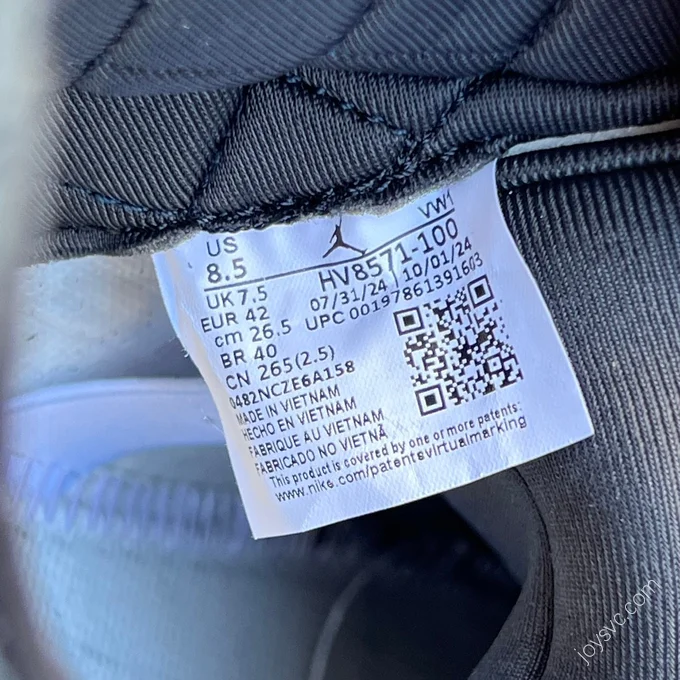 US
8.5
UK 7.5
EUR 42
cm 26.5
BR 40
CN 265(2.5)
VW1
HV8571-100
07/31/24 10/01/24
UPC 00197861391603
0482NCZE6A158
MADE IN VIETNAM
HECHO EN VIETNAM
FABRIQUE AU VIETNAM
FABRICADO NO VIETNÃ
This product is covered by one or more patents:
www.nike.com/patentsvirtualmarking
joysvc.com